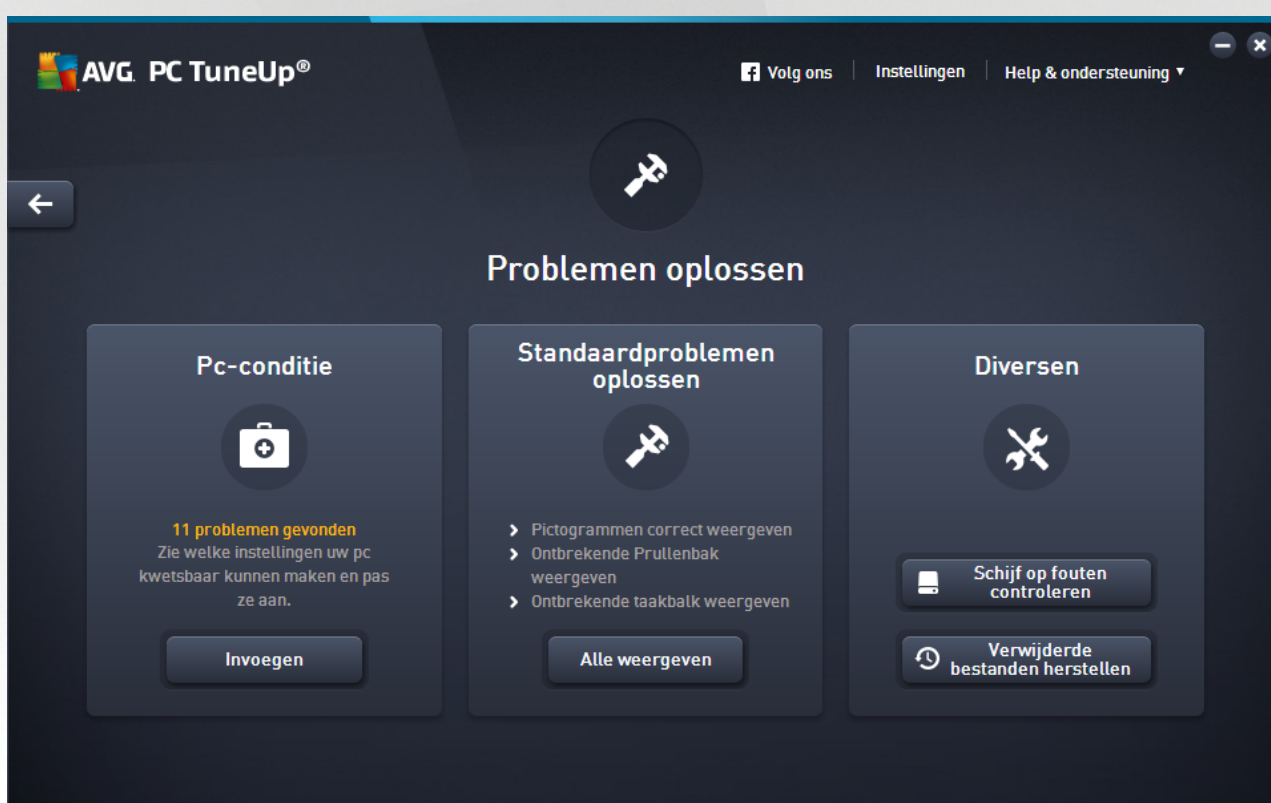 AVG. PC TuneUp®
Volg ons
Instellingen
Help & ondersteuning
Problemen oplossen
Pc-conditie
11 problemen gevonden
Zie welke instellingen uw pc
kwetsbaar kunnen maken en pas
ze aan.
Invoegen
Standaardproblemen
oplossen
Pictogrammen correct weergeven
Ontbrekende Prullenbak
weergeven
Ontbrekende taakbalk weergeven
Alle weergeven
Diversen
Schijf op fouten
controleren
Verwijderde
bestanden herstellen